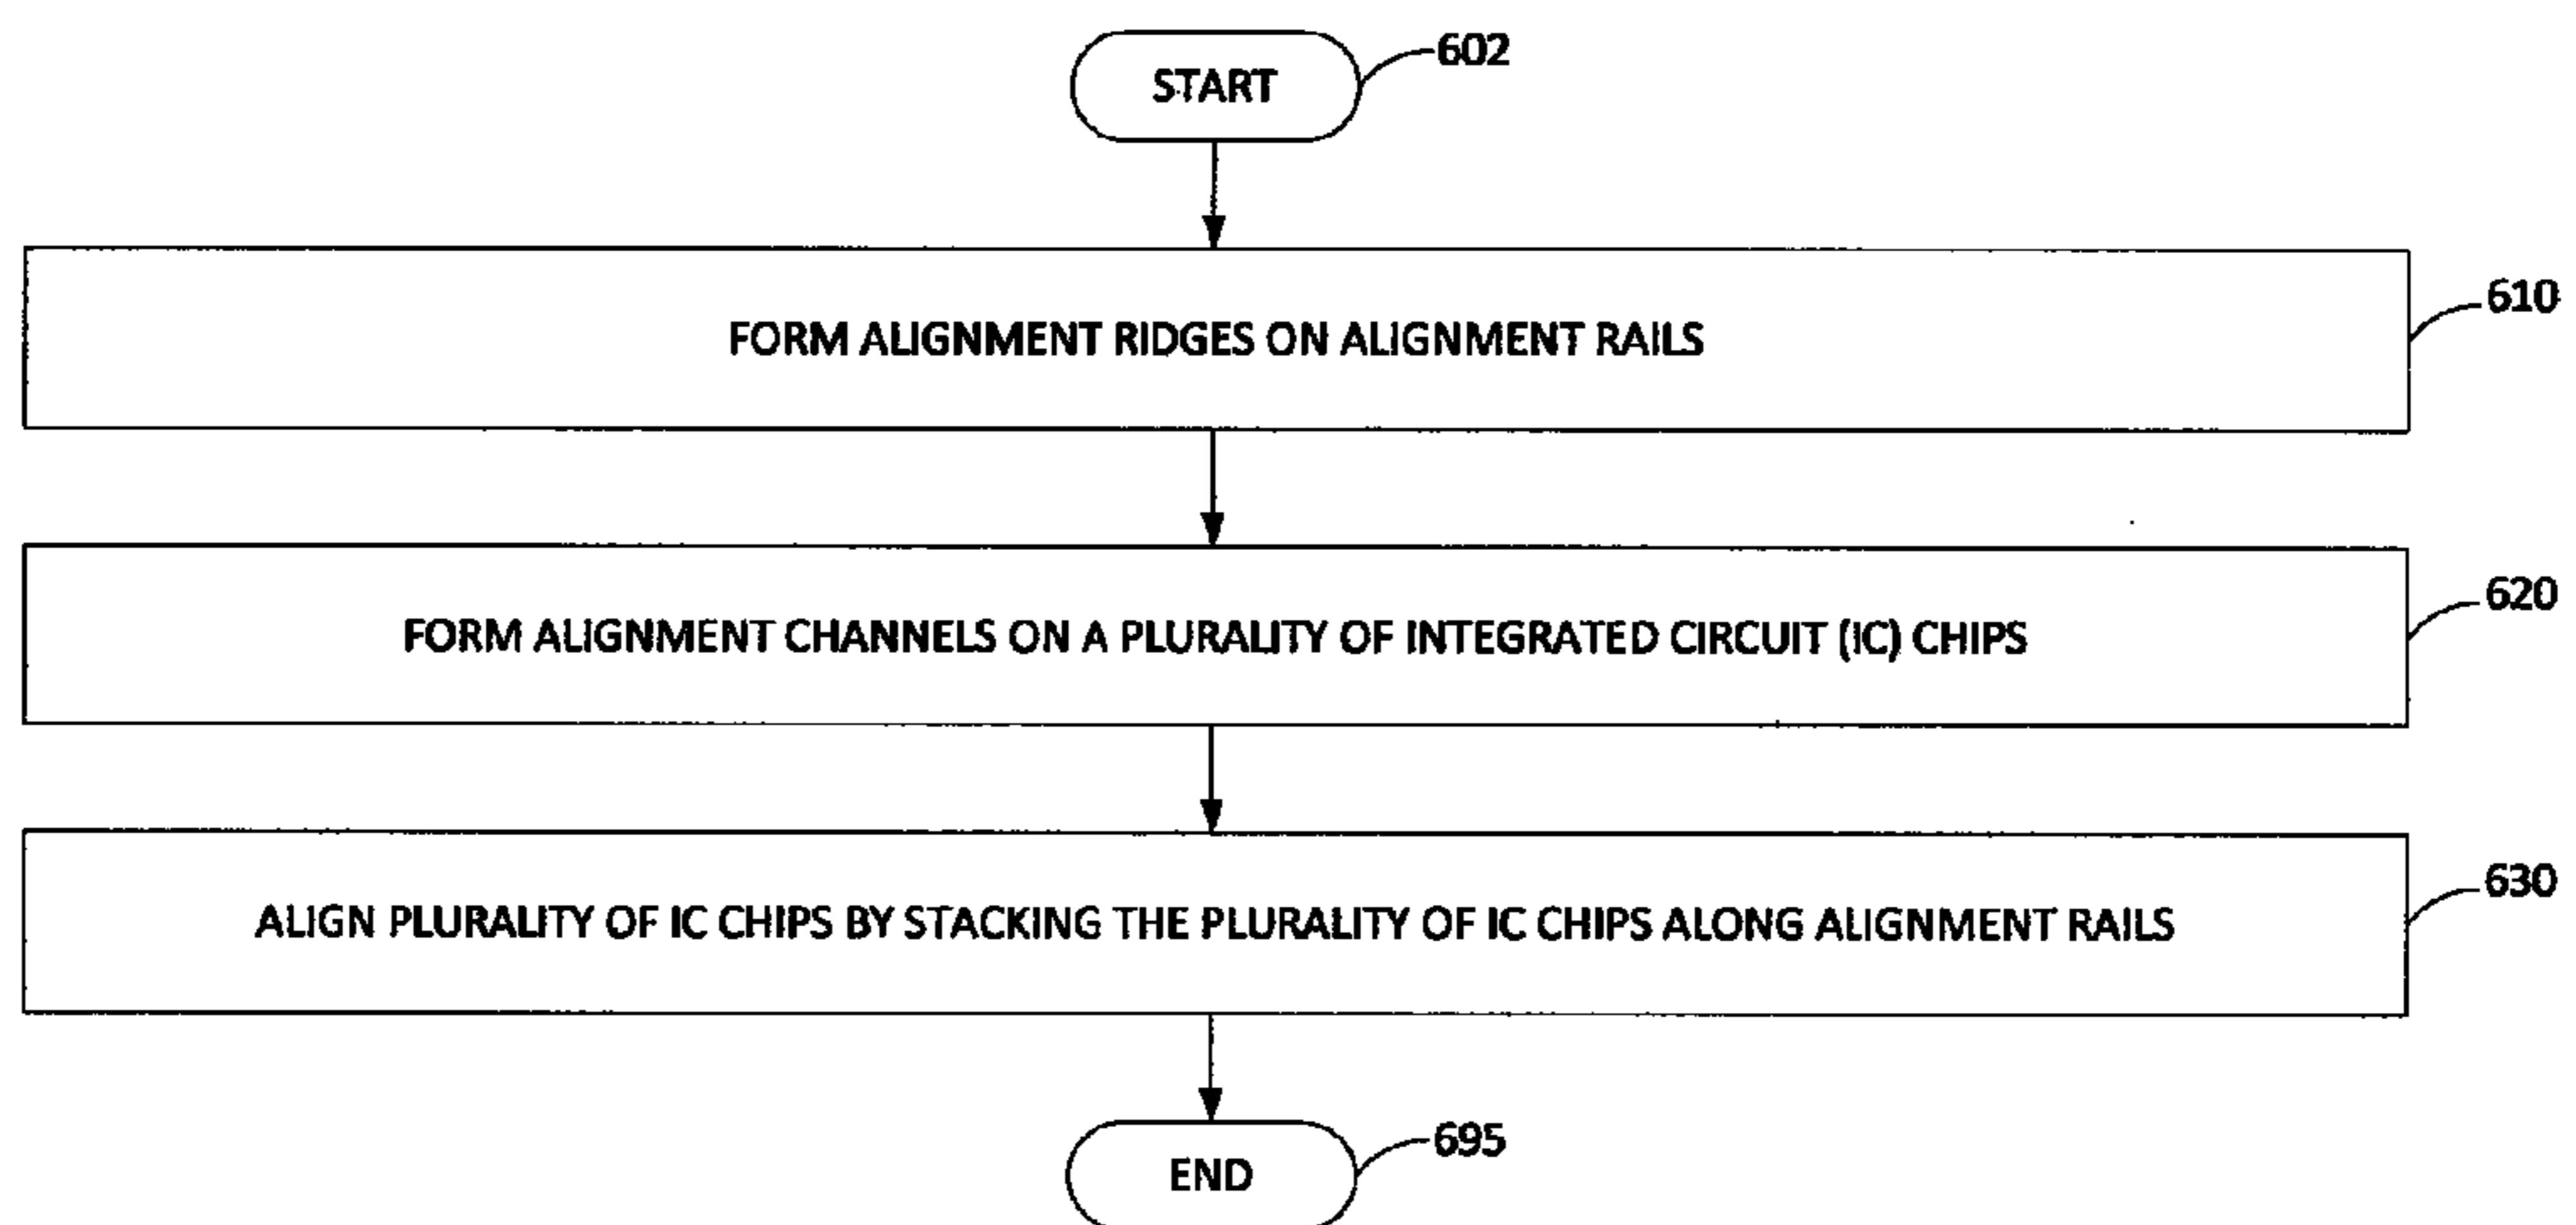 START
602
FORM ALIGNMENT RIDGES ON ALIGNMENT RAILS
610
FORM ALIGNMENT CHANNELS ON A PLURALITY OF INTEGRATED CIRCUIT (IC) CHIPS
620
ALIGN PLURALITY OF IC CHIPS BY STACKING THE PLURALITY OF IC CHIPS ALONG ALIGNMENT RAILS
630
END
695